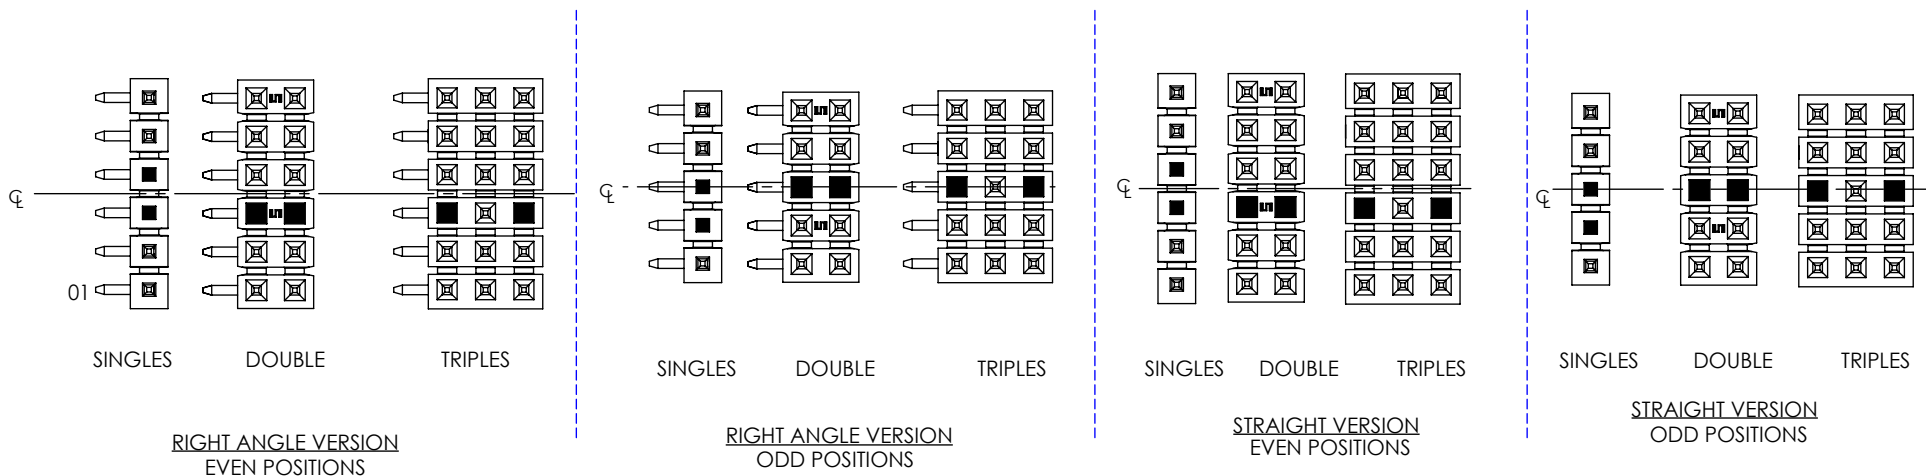 ℄
01
SINGLES DOUBLE TRIPLES
RIGHT ANGLE VERSION
EVEN POSITIONS
℄
SINGLES DOUBLE TRIPLES
RIGHT ANGLE VERSION
ODD POSITIONS
℄
SINGLES DOUBLE TRIPLES
STRAIGHT VERSION
EVEN POSITIONS
℄
SINGLES DOUBLE TRIPLES
STRAIGHT VERSION
ODD POSITIONS